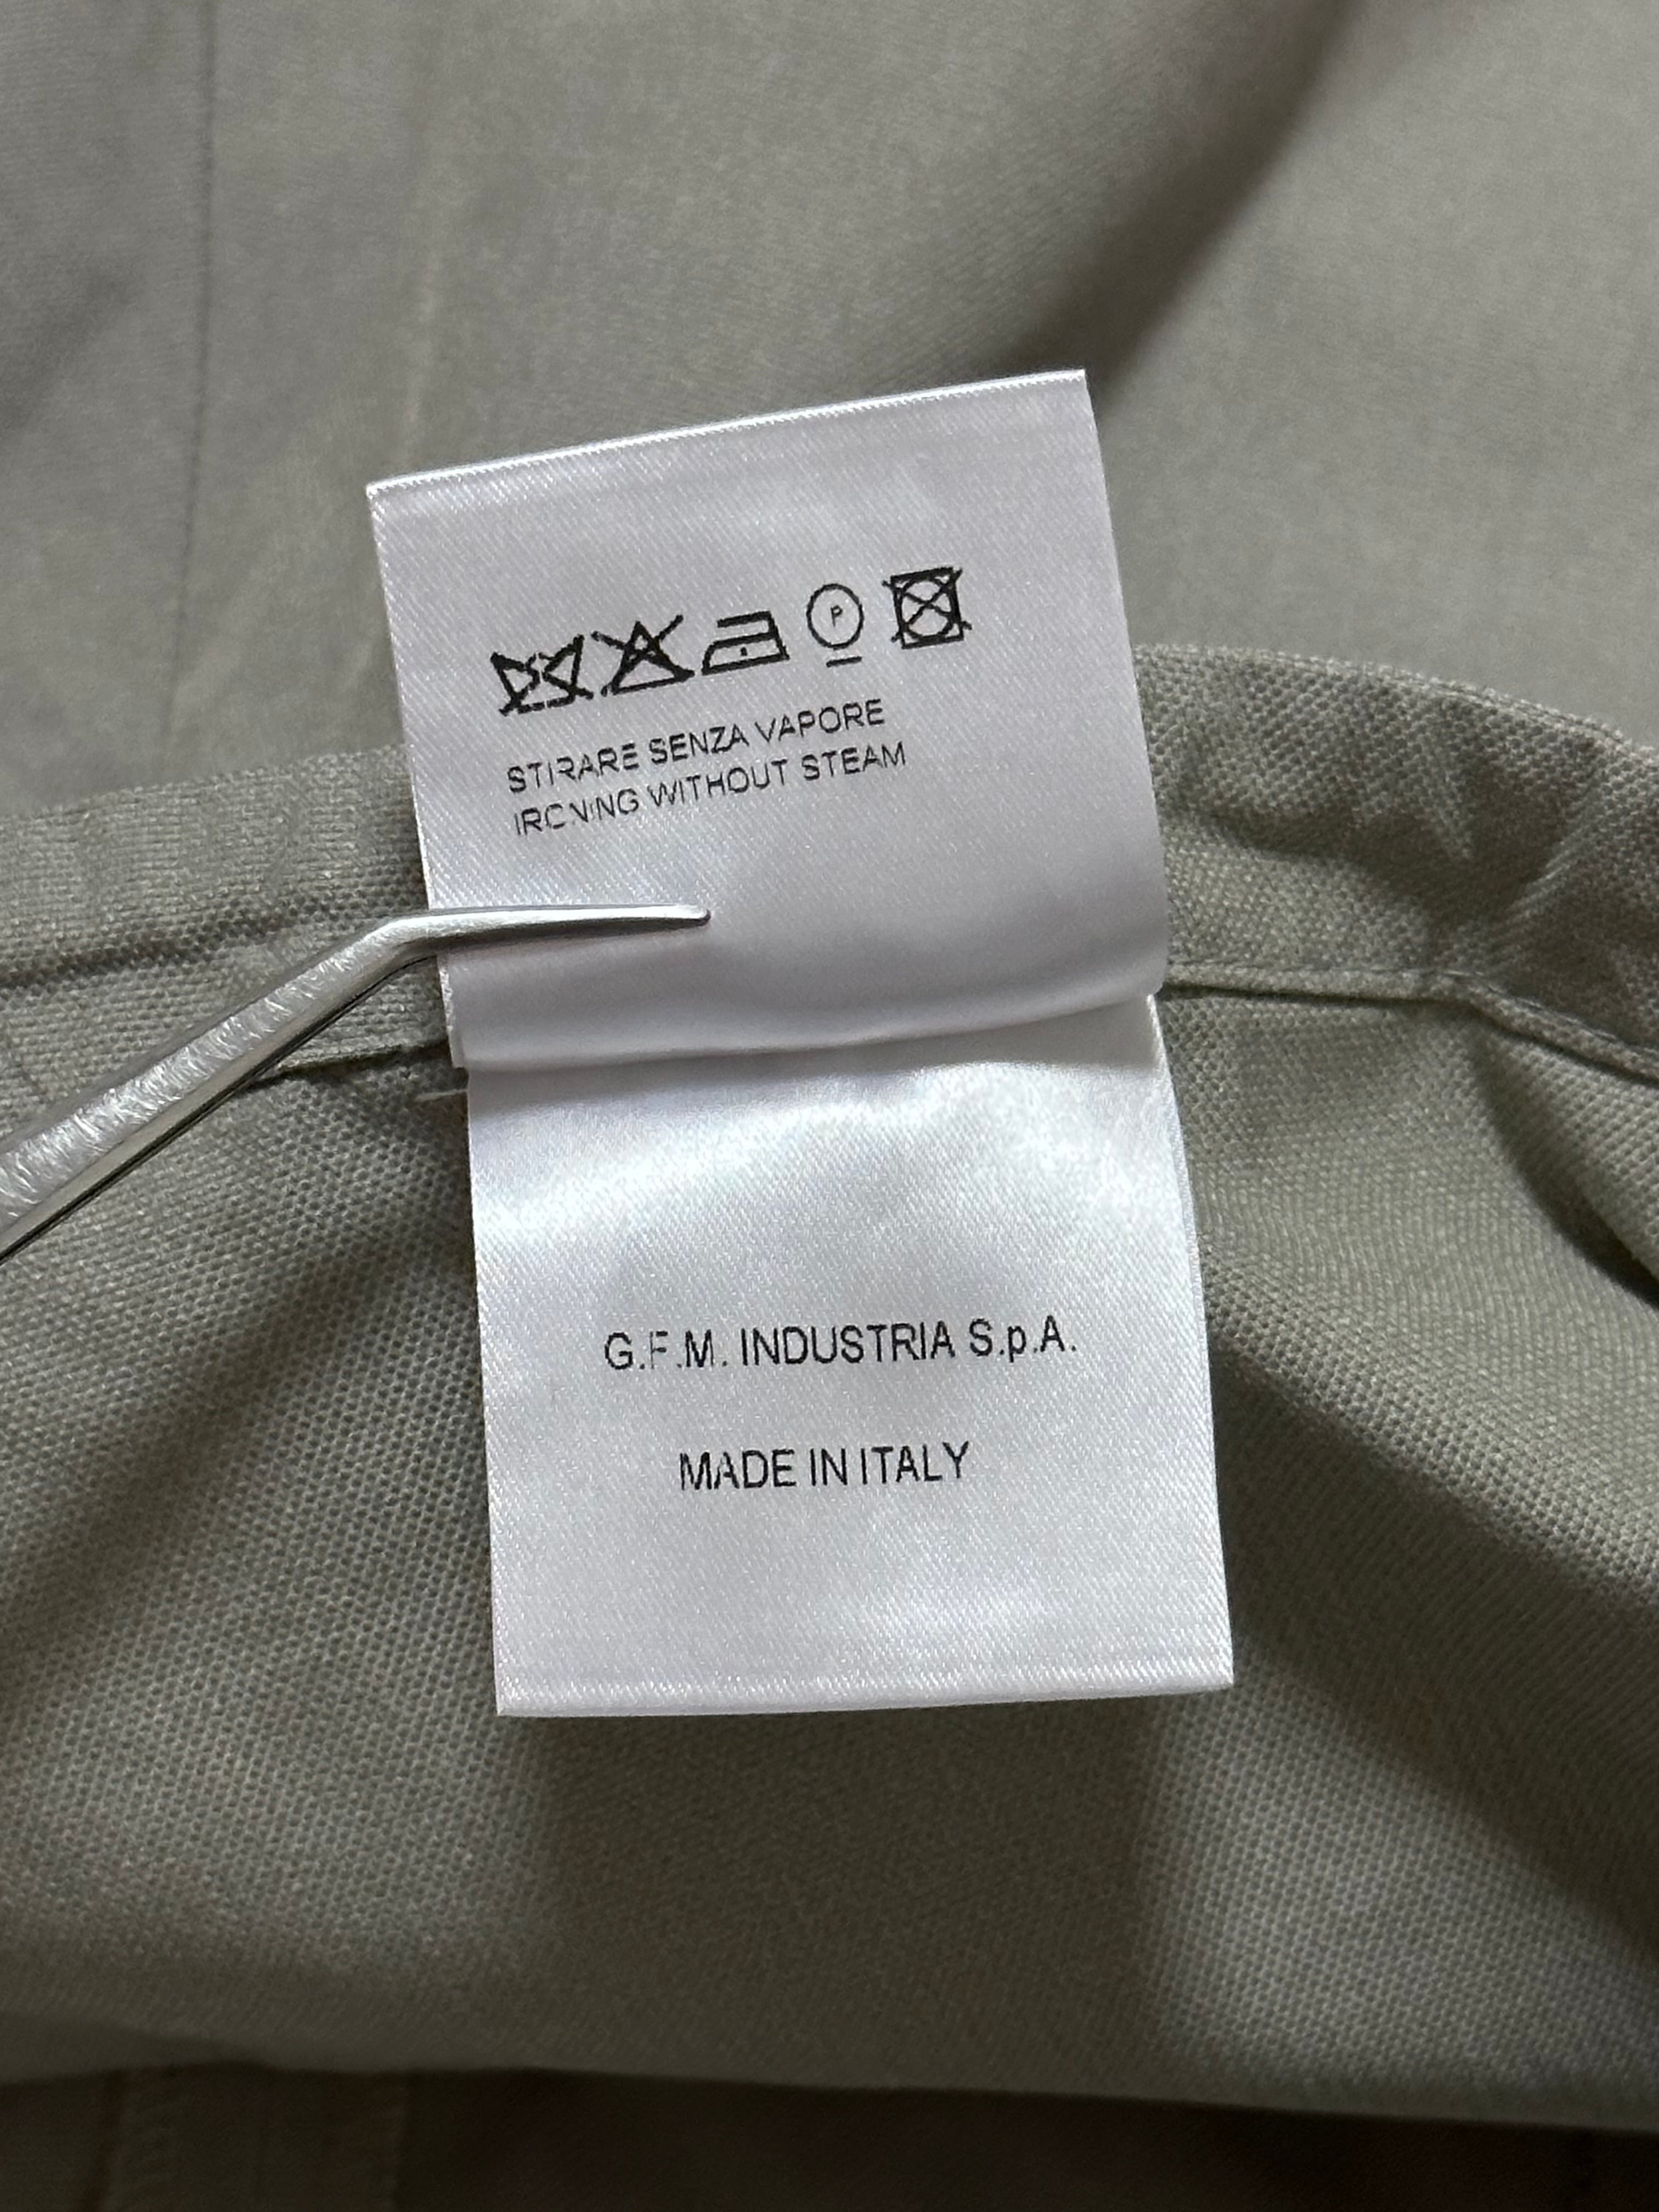 P
STIRARE SENZA VAPORE
IRONING WITHOUT STEAM
G.F.M. INDUSTRIA S.p.A.
MADE IN ITALY